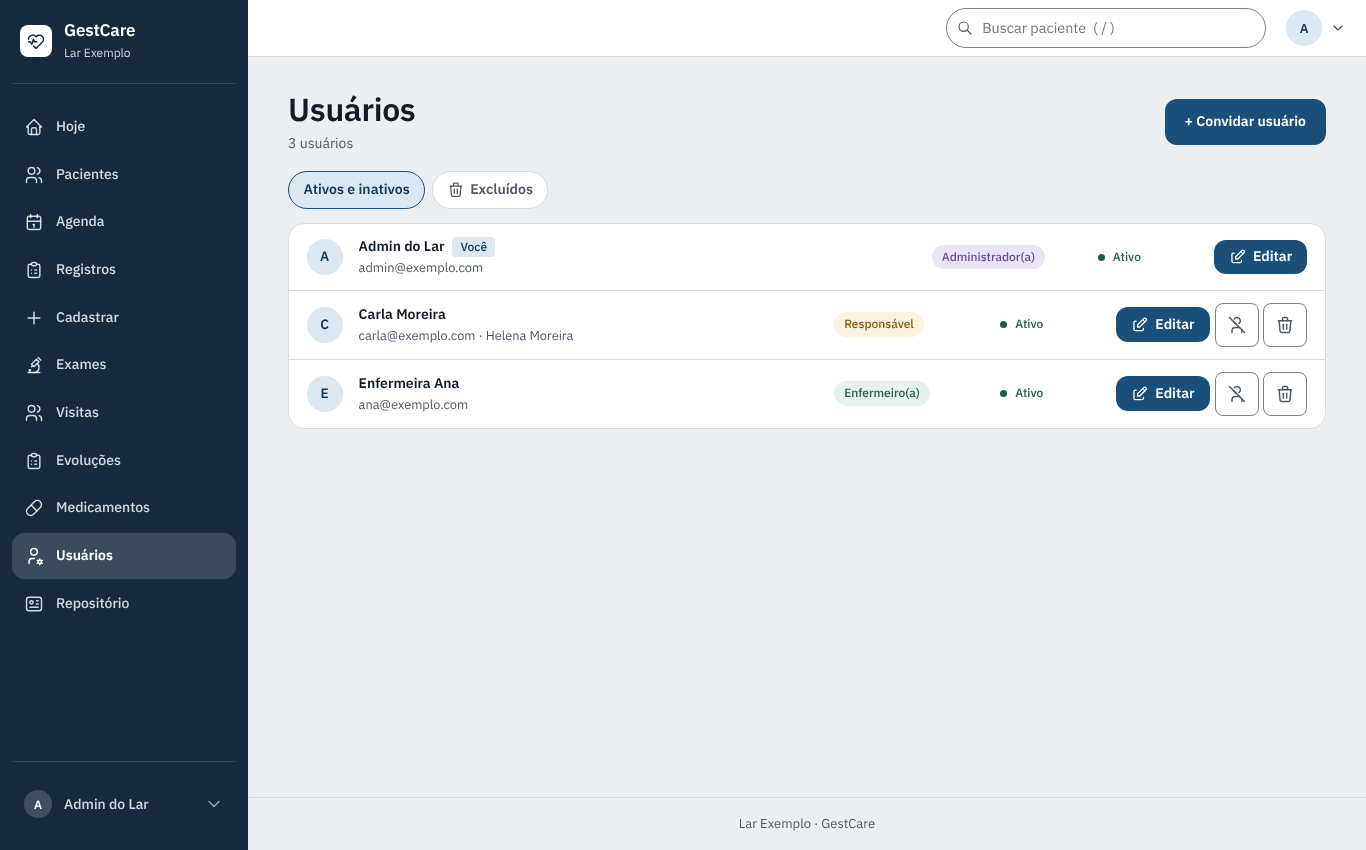 GestCare
Lar Exemplo
Hoje
Pacientes
Agenda
Registros
Cadastrar
Exames
Visitas
Evoluções
Medicamentos
Usuários
Repositório
A Admin do Lar
Buscar paciente ( / )
A
Usuários
3 usuários
+ Convidar usuário
Ativos e inativos
Excluídos
A
Admin do Lar Você
admin@exemplo.com
Administrador(a)
Ativo
Editar
C
Carla Moreira
carla@exemplo.com · Helena Moreira
Responsável
Ativo
Editar
E
Enfermeira Ana
ana@exemplo.com
Enfermeiro(a)
Ativo
Editar
Lar Exemplo · GestCare